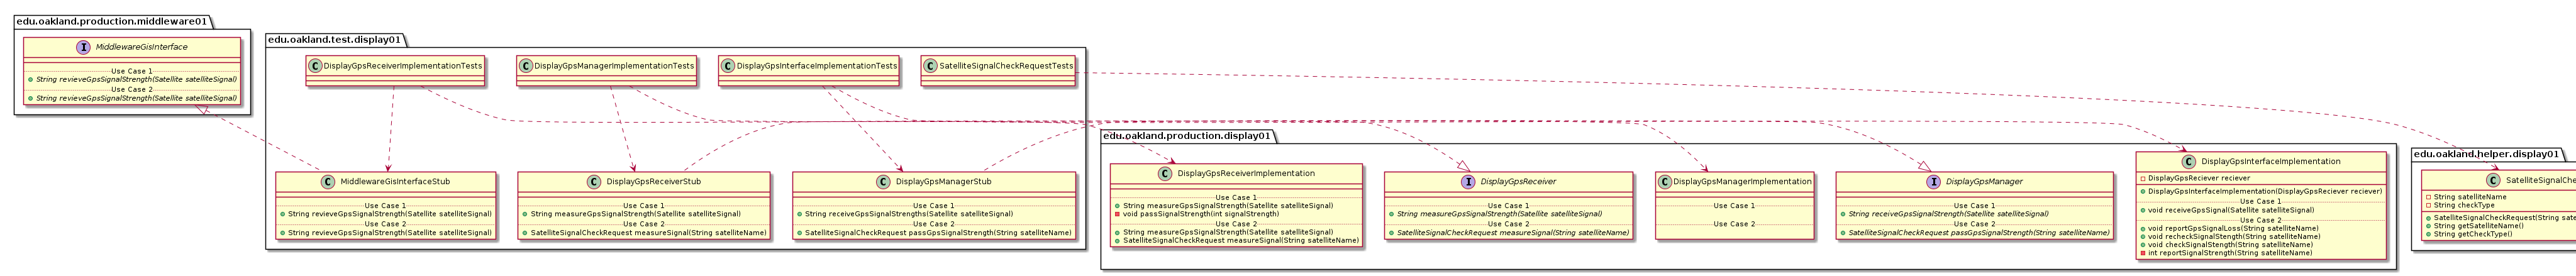 edu.oakland.production.middleware01
I MiddlewareGisInterface
Use Case 1
String revieveGpsSignalStrength(Satellite satelliteSignal)
Use Case 2
String revieveGpsSignalStrength(Satellite satelliteSignal)
edu.oakland.test.display01
C DisplayGpsReceiverImplementationTests
C DisplayGpsManagerImplementationTests
C DisplayGpsInterfaceImplementationTests
C SatelliteSignalCheckRequestTests
C MiddlewareGisInterfaceStub
Use Case 1
String revieveGpsSignalStrength(Satellite satelliteSignal)
Use Case 2
String revieveGpsSignalStrength(Satellite satelliteSignal)
C DisplayGpsReceiverStub
Use Case 1
String measureGpsSignalStrength(Satellite satelliteSignal)
Use Case 2
SatelliteSignalCheckRequest measureSignal(String satelliteName)
C DisplayGpsManagerStub
Use Case 1
String receiveGpsSignalStrengths(Satellite satelliteSignal)
Use Case 2
SatelliteSignalCheckRequest passGpsSignalStrength(String satelliteName)
edu.oakland.production.display01
C DisplayGpsReceiverImplementation
Use Case 1
String measureGpsSignalStrength(Satellite satelliteSignal)
void passSignalStrength(int signalStrength)
Use Case 2
String measureGpsSignalStrength(Satellite satelliteSignal)
SatelliteSignalCheckRequest measureSignal(String satelliteName)
I DisplayGpsReceiver
Use Case 1
String measureGpsSignalStrength(Satellite satelliteSignal)
Use Case 2
SatelliteSignalCheckRequest measureSignal(String satelliteName)
C DisplayGpsManagerImplementation
Use Case 1
Use Case 2
I DisplayGpsManager
Use Case 1
String receiveGpsSignalStrength(Satellite satelliteSignal)
Use Case 2
SatelliteSignalCheckRequest passGpsSignalStrength(String satelliteName)
C DisplayGpsInterfaceImplementation
DisplayGpsReciever reciever
DisplayGpsInterfaceImplementation(DisplayGpsReciever reciever)
Use Case 1
void receiveGpsSignal(Satellite satelliteSignal)
Use Case 2
void reportGpsSignalLoss(String satelliteName)
void recheckSignalStrength(String satelliteName)
void checkSignalStrength(String satelliteName)
int reportSignalStrength(String satelliteName)
edu.oakland.helper.display01
C SatelliteSignalChe
String satelliteName
String checkType
SatelliteSignalCheckRequest(String sate
String getSatelliteName()
String getCheckType()